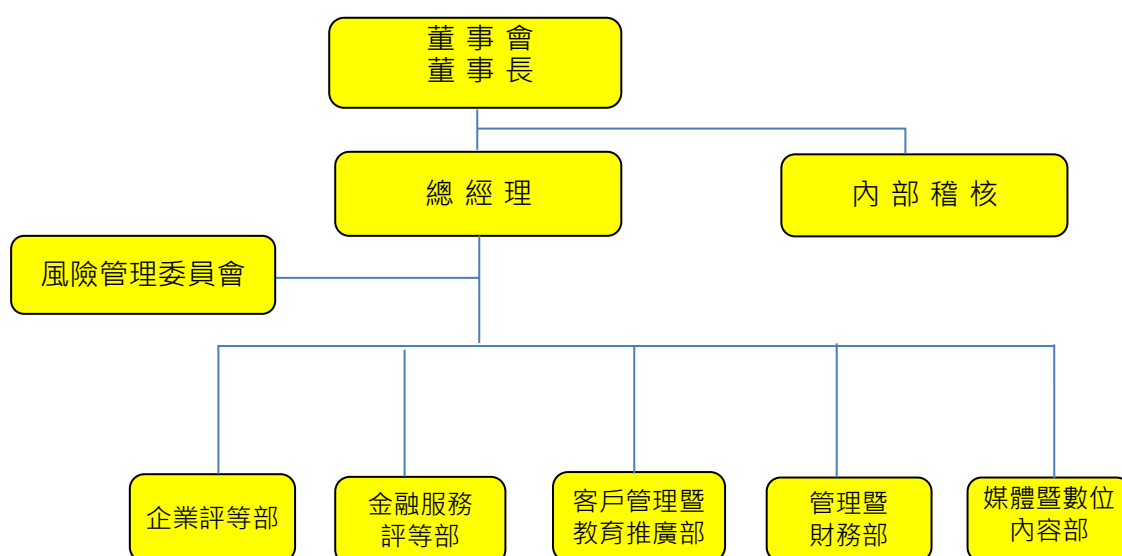 董事會
董事長
總經理
內部稽核
風險管理委員會
企業評等部
金融服務
評等部
客戶管理暨
教育推廣部
管理暨
財務部
媒體暨數位
內容部